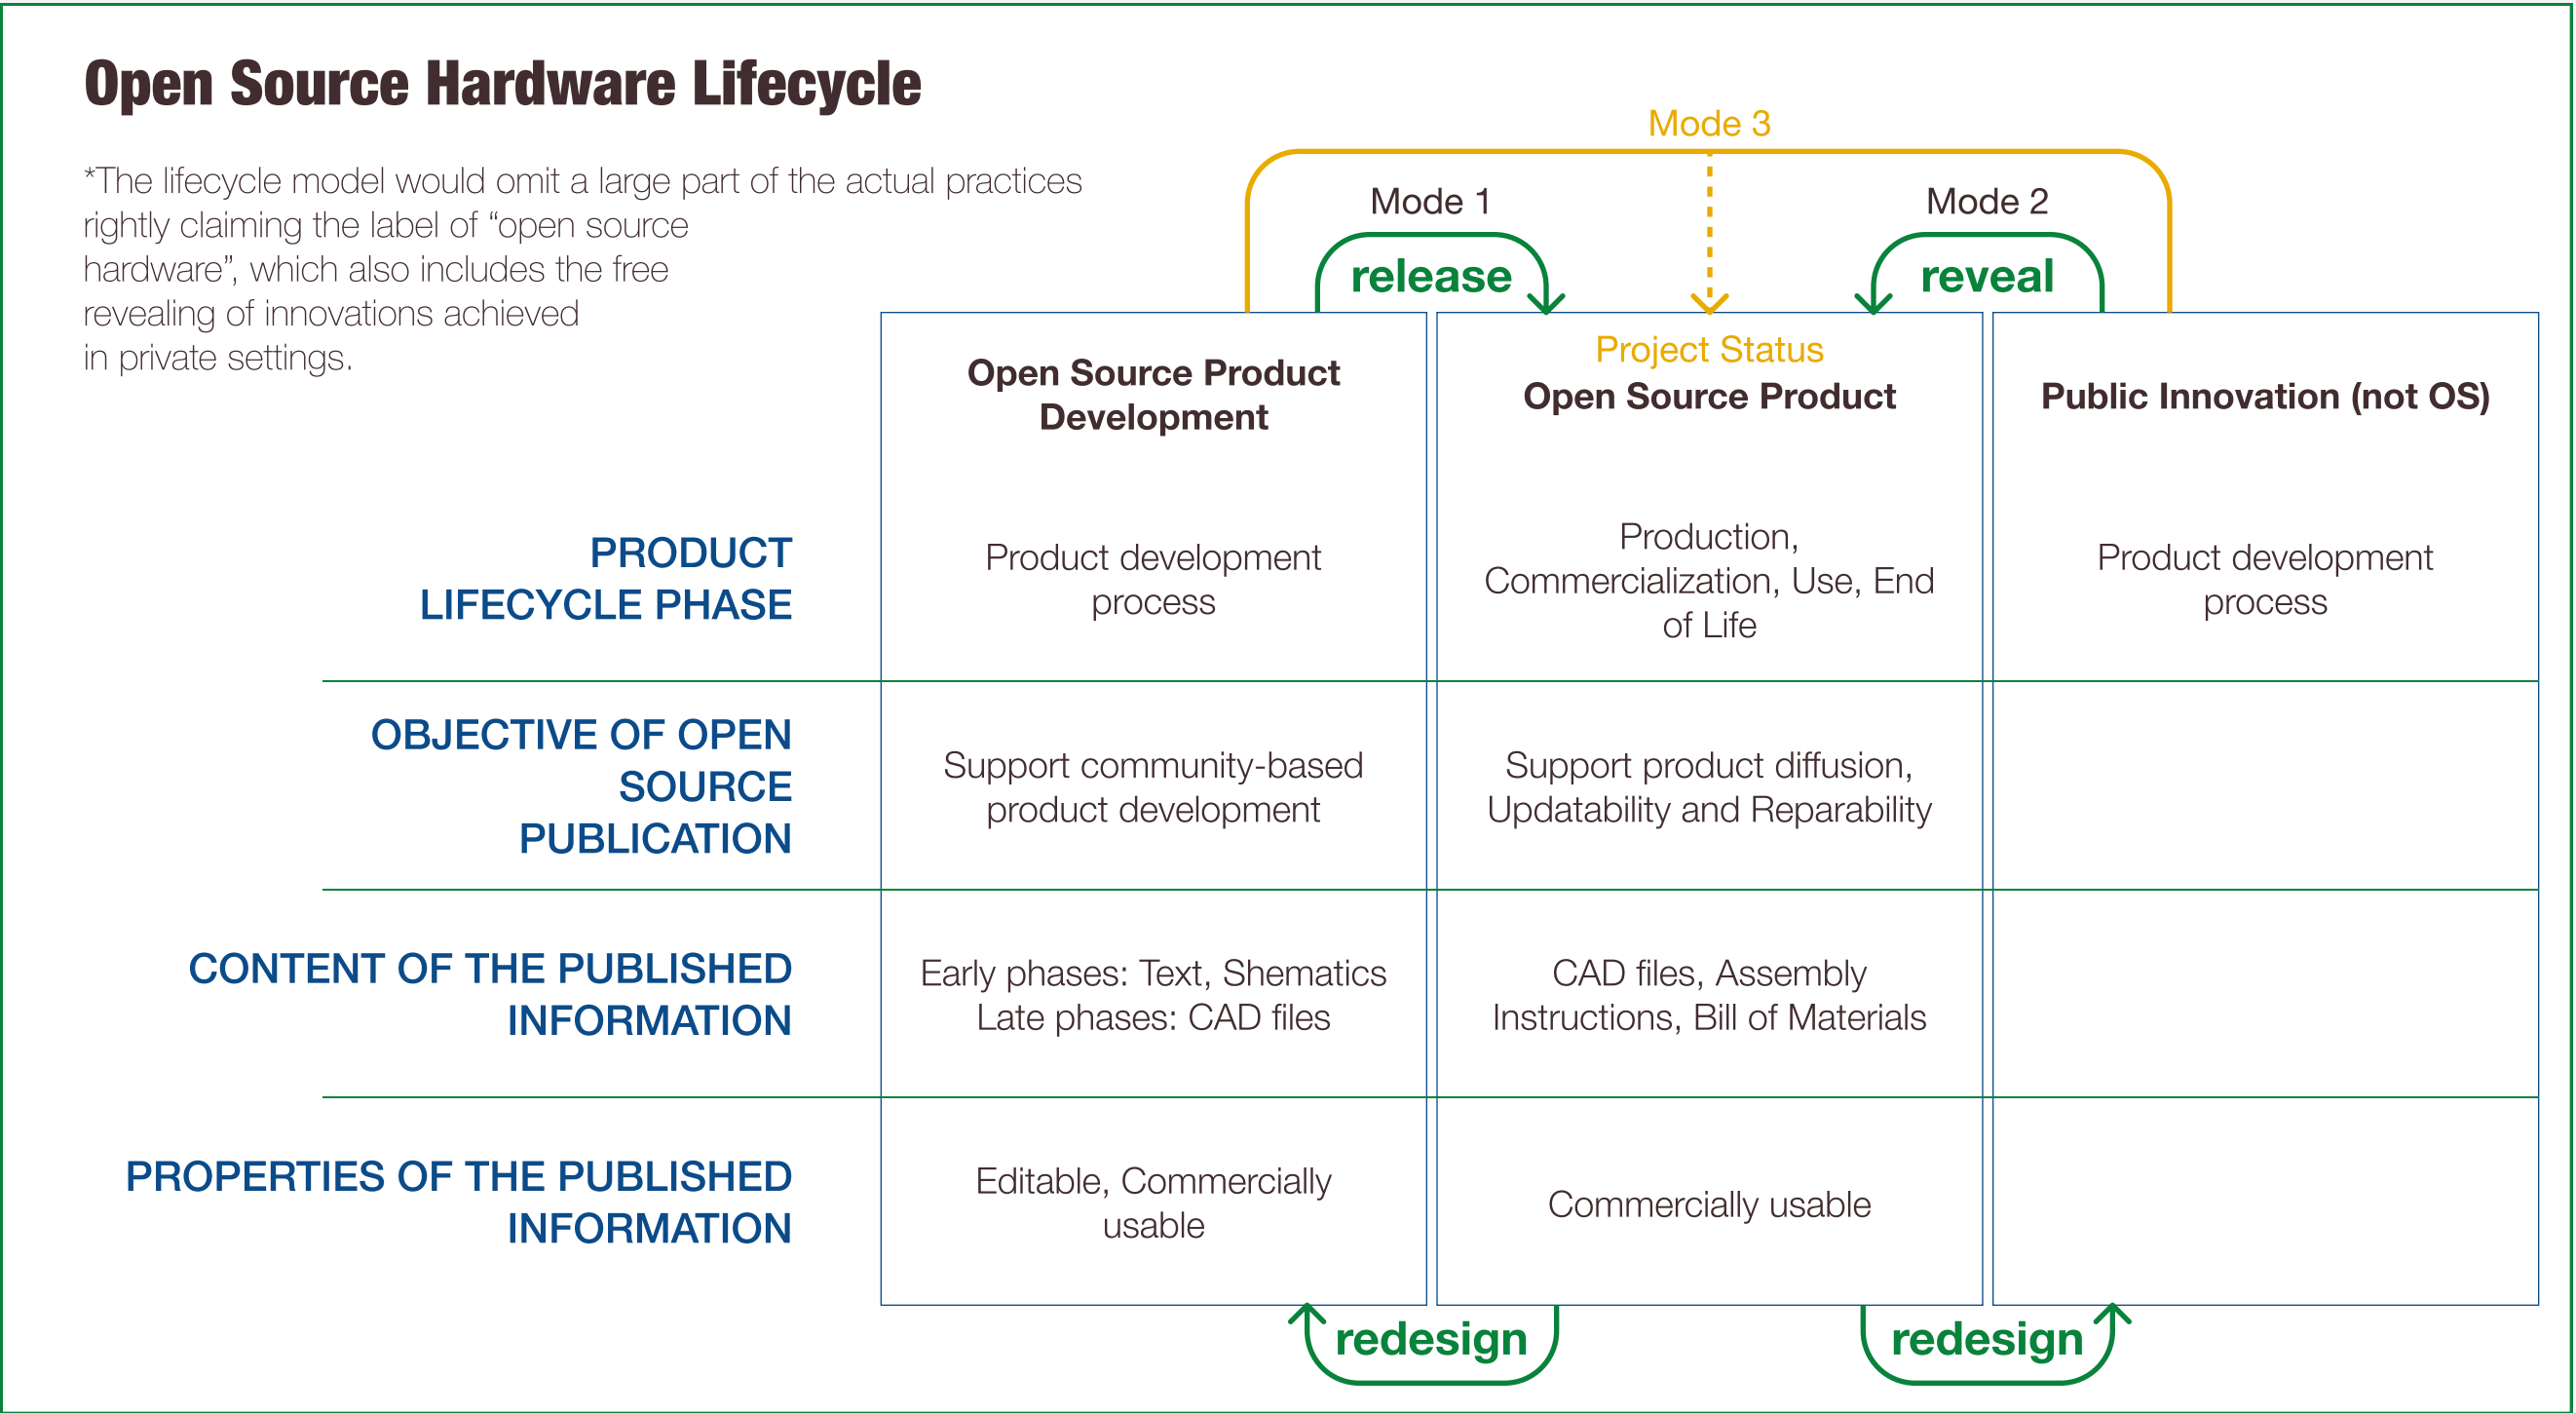 Open Source Hardware Lifecycle
*The lifecycle model would omit a large part of the actual practices
rightly claiming the label of “open source
hardware”, which also includes the free
revealing of innovations achieved
in private settings.
Mode 3
Mode 1
Mode 2
release
reveal
Open Source Product
Development
Project Status
Open Source Product
Public Innovation (not OS)
PRODUCT
LIFECYCLE PHASE
Product development
process
Production,
Commercialization, Use, End
of Life
Product development
process
OBJECTIVE OF OPEN
SOURCE
PUBLICATION
Support community-based
product development
Support product diffusion,
Updatability and Reparability
CONTENT OF THE PUBLISHED
INFORMATION
Early phases: Text, Shematics
Late phases: CAD files
CAD files, Assembly
Instructions, Bill of Materials
PROPERTIES OF THE PUBLISHED
INFORMATION
Editable, Commercially
usable
Commercially usable
redesign
redesign